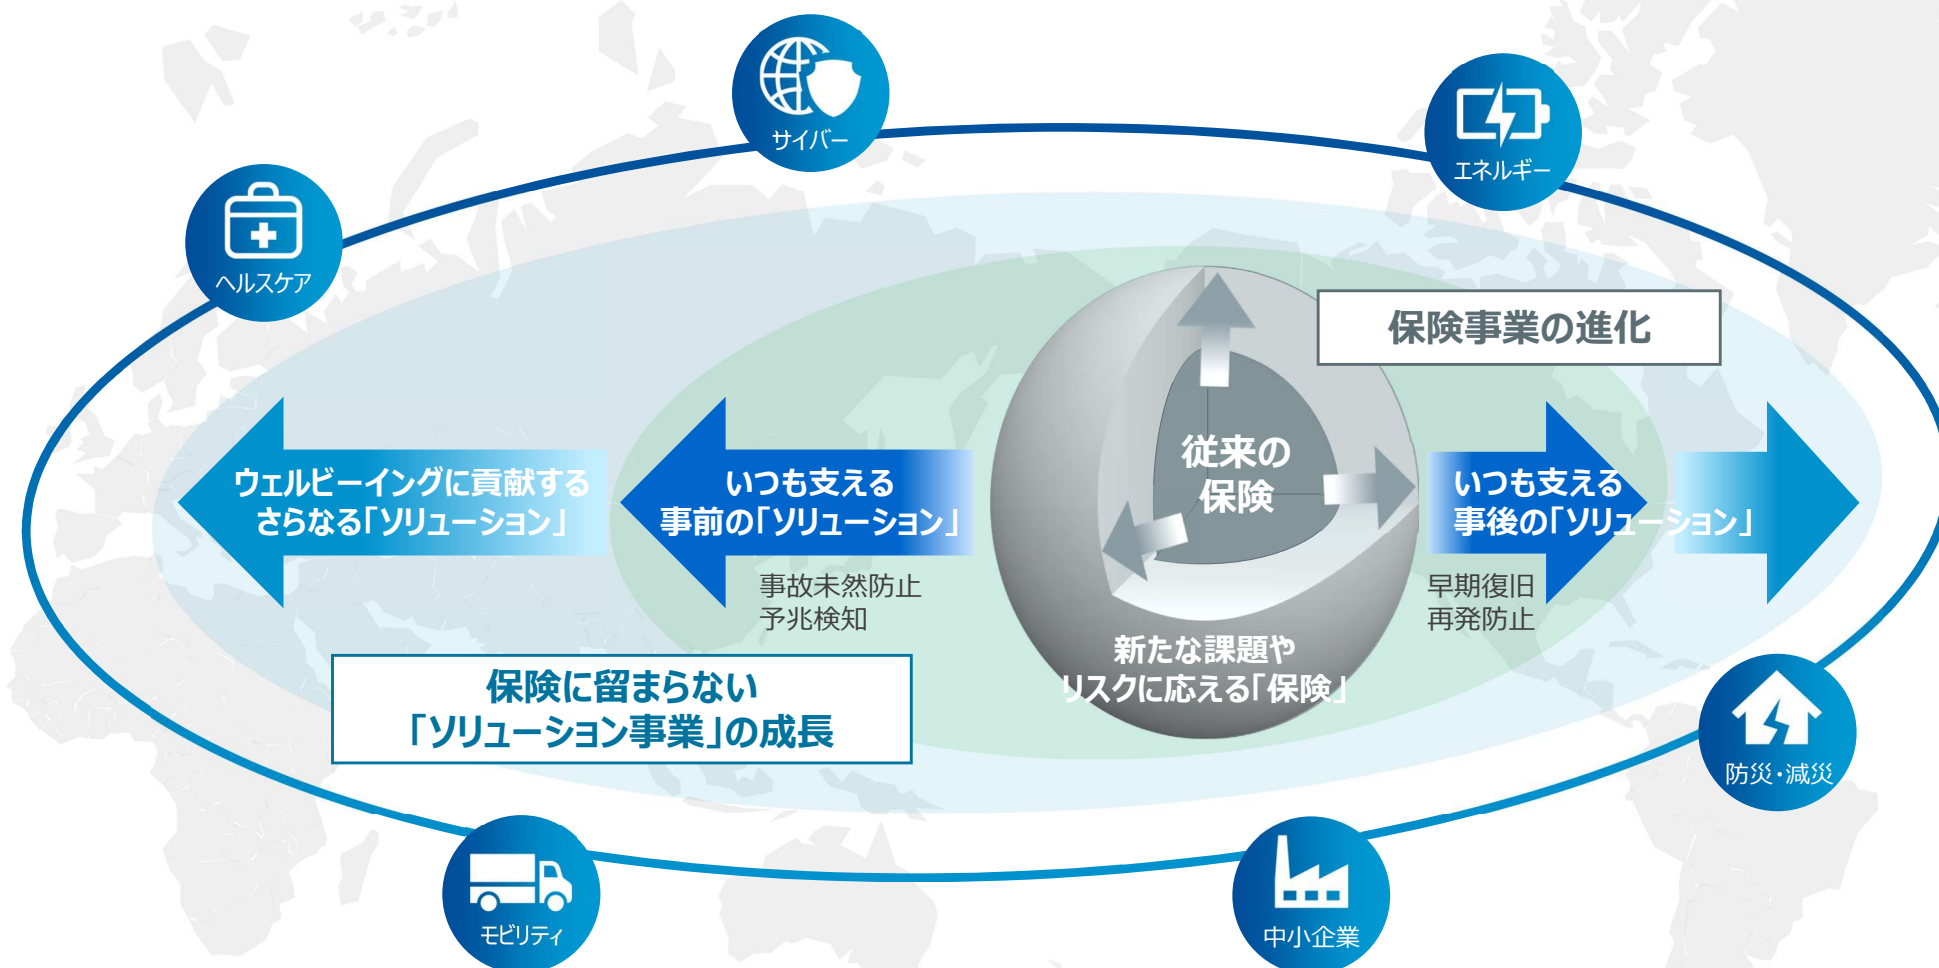 サイバー
エネルギー
ヘルスケア
保険事業の進化
従来の
保険
ウェルビーイングに貢献する
さらなる「ソリューション」
いつも支える
事前の「ソリューション」
いつも支える
事後の「ソリューション」
事故未然防止
予兆検知
早期復旧
再発防止
新たな課題や
リスクに応える「保険」
保険に留まらない
「ソリューション事業」の成長
防災・減災
モビリティ
中小企業